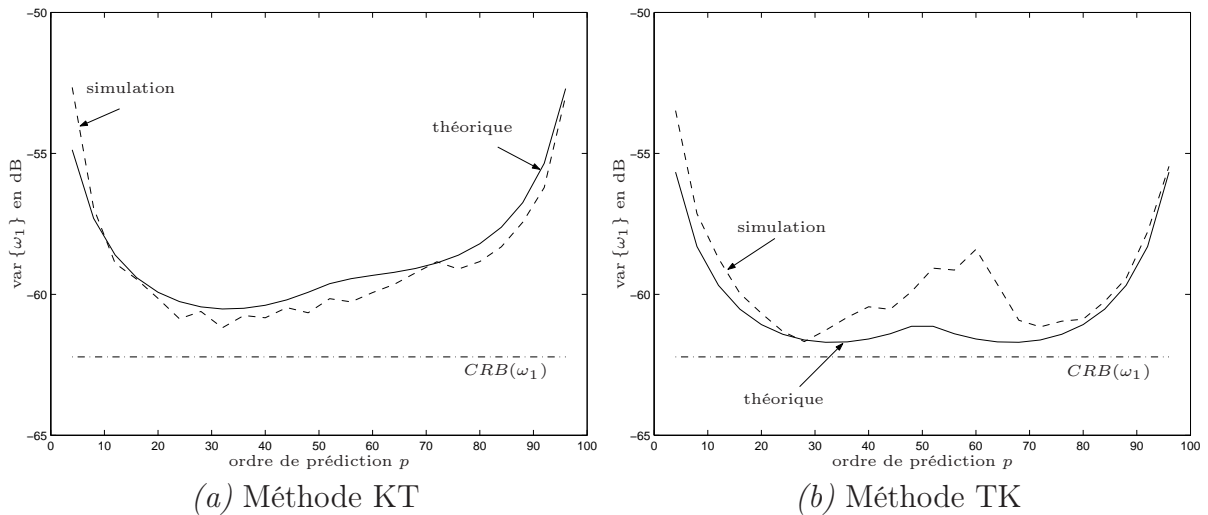 -50
-55
-60
-65
var {ω₁} en dB
simulation
théorique
CRB(ω₁)
0 10 20 30 40 50 60 70 80 90 100
ordre de prédiction p
(a) Méthode KT
-50
-55
-60
-65
var {ω₁} en dB
simulation
CRB(ω₁)
théorique
0 10 20 30 40 50 60 70 80 90 100
ordre de prédiction p
(b) Méthode TK